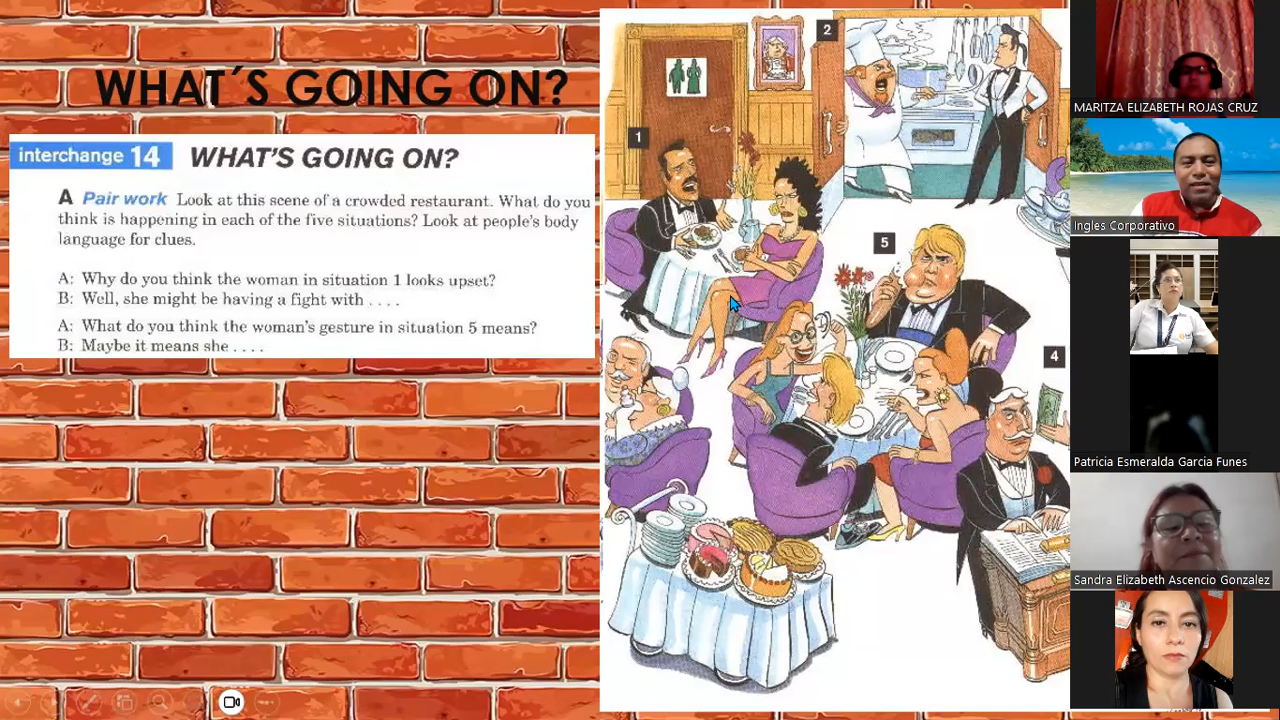 WHAT´S GOING ON?
interchange 14 WHAT'S GOING ON?
A Pair work Look at this scene of a crowded restaurant. What do you
think is happening in each of the five situations? Look at people's body
language for clues.
A: Why do you think the woman in situation 1 looks upset?
B: Well, she might be having a fight with . . . .
A: What do you think the woman's gesture in situation 5 means?
B: Maybe it means she . . . .
1
2
5
4
MARITZA ELIZABETH ROJAS CRUZ
Ingles Corporativo
Patricia Esmeralda Garcia Funes
Sandra Elizabeth Ascencio Gonzalez